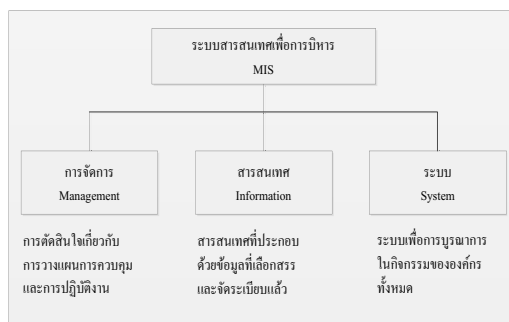 ระบบสารสนเทศเพื่อการบิหาร
MIS
การจัดการ
Management
สารสนเทศ
Information
ระบบ
System
การตัดสินใจเกี่ยวกับ
การวางแผนการควบคุม
และการปฏิบัติงาน
สารสนเทศที่ประกอบ
ด้วยข้อมูลที่เลือกสรร
และจัดระเบียบแล้ว
ระบบเพื่อการบูรณาการ
ในกิจกรรมขององค์กร
ทั้งหมด